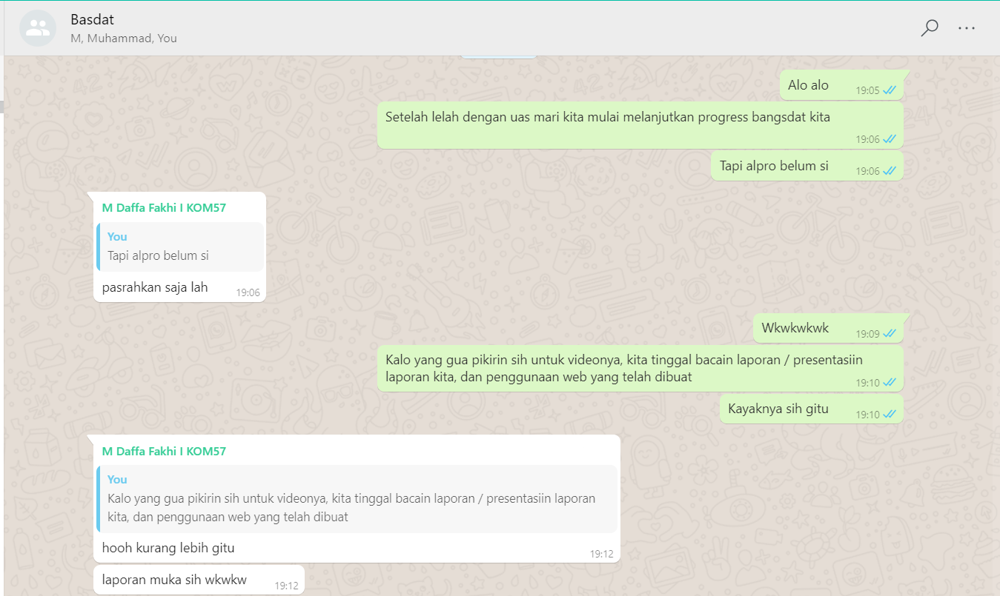 Basdat
M, Muhammad, You
Alo alo
19:05
Setelah lelah dengan uas mari kita mulai melanjutkan progress bangsdat kita
19:06
Tapi alpro belum si
19:06
M Daffa Fakhi I KOM57
You
Tapi alpro belum si
pasrahkan saja lah
19:06
Wkwkwkwk
19:09
Kalo yang gua pikirin sih untuk videonya, kita tinggal bacain laporan / presentasiin
laporan kita, dan penggunaan web yang telah dibuat
19:10
Kayaknya sih gitu
19:10
M Daffa Fakhi I KOM57
You
Kalo yang gua pikirin sih untuk videonya, kita tinggal bacain laporan / presentasiin laporan
kita, dan penggunaan web yang telah dibuat
hooh kurang lebih gitu
19:12
laporan muka sih wkwkw
19:12